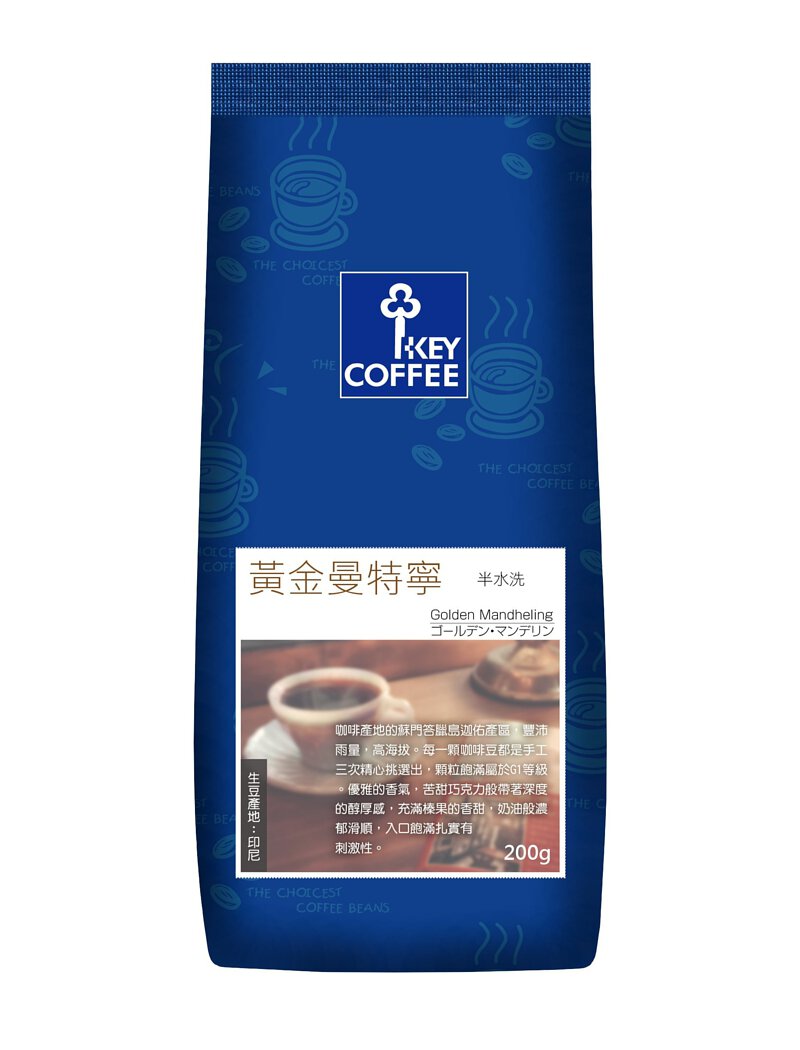 BEANS
THE
THE CHOICEST
COFFE
KEY
COFFEE
THE
THE CHOICEST
COFFEE BEA
黃金曼特寧
半水洗
Golden Mandheling
ゴールデン・マンデリン
咖啡產地的蘇門答臘島迦佑產區，豐沛
雨量，高海拔。每一顆咖啡豆都是手工
三次精心挑選出，顆粒飽滿屬於G1等級
。優雅的香氣，苦甜巧克力般帶著深度
的醇厚感，充滿榛果的香甜，奶油般濃
郁滑順，入口飽滿扎實有
刺激性。
生豆產地：印尼
200g
THE CHOICEST
COFFEE BEANS